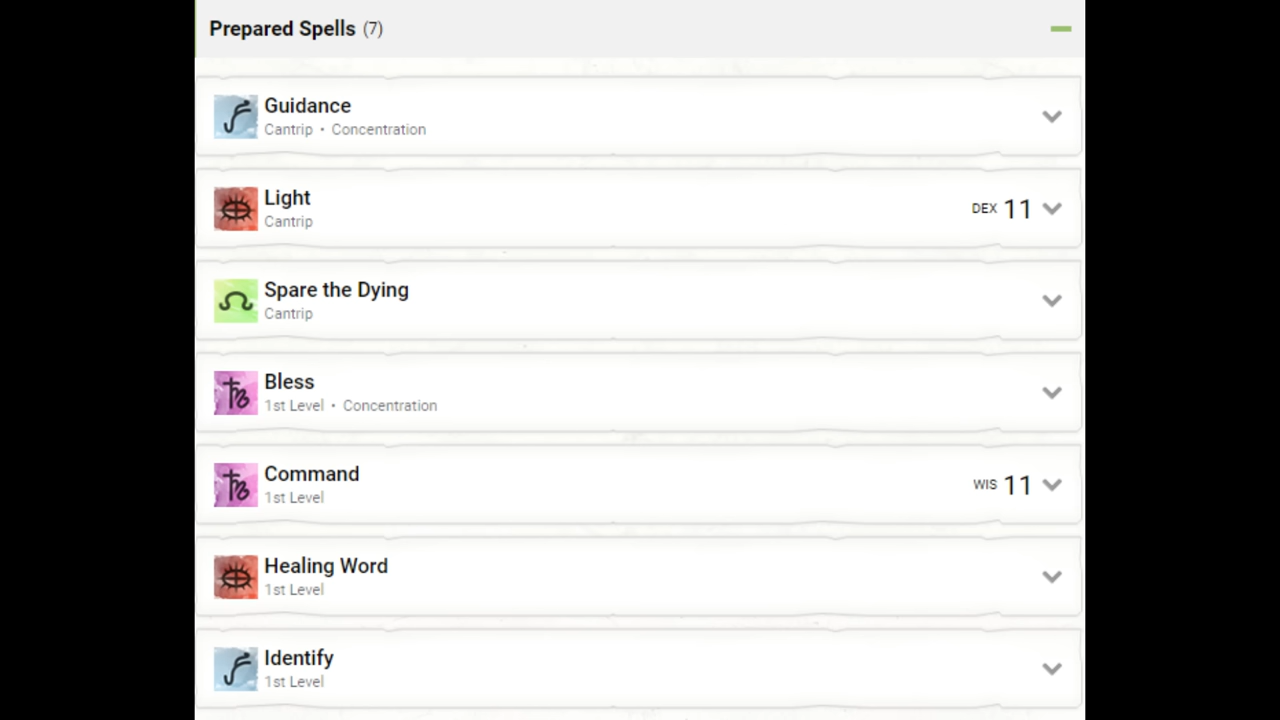 Prepared Spells (7)
Guidance
Cantrip • Concentration
Light
Cantrip
DEX 11
Spare the Dying
Cantrip
Bless
1st Level • Concentration
Command
1st Level
WIS 11
Healing Word
1st Level
Identify
1st Level